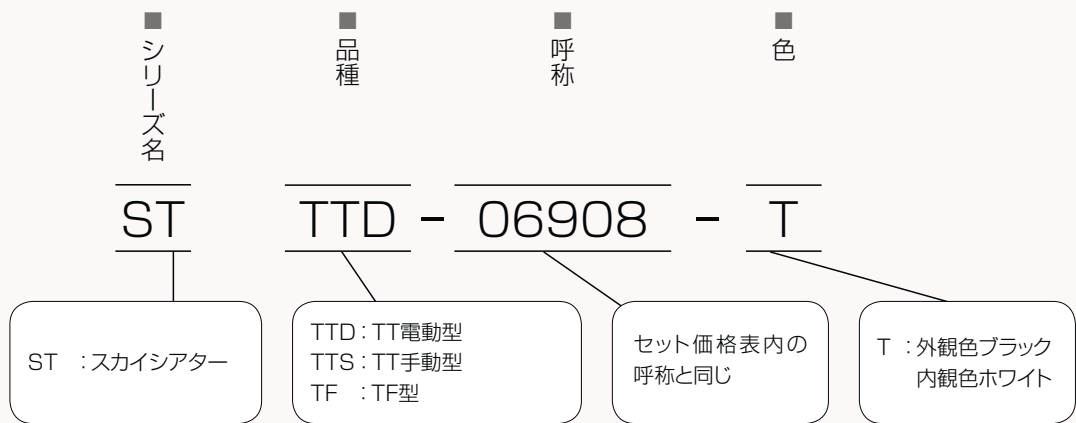 ■シリーズ名
■品種
■呼称
■色
ST TTD - 06908 - T
ST :スカイシアター
TTD:TT電動型
TTS:TT手動型
TF :TF型
セット価格表内の
呼称と同じ
T :外観色ブラック
内観色ホワイト